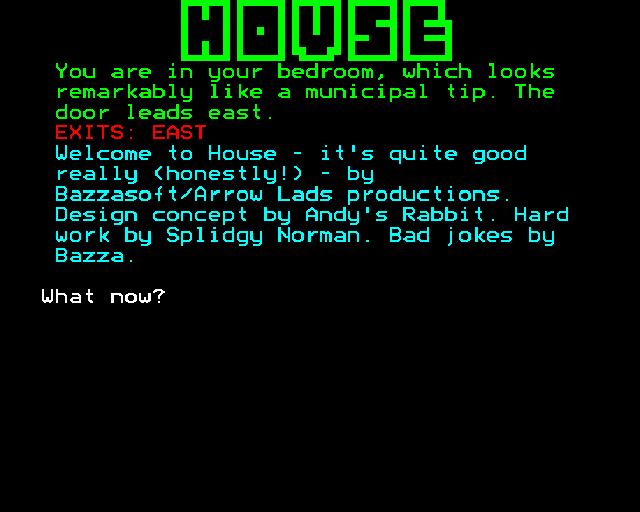 HOUSE
You are in your bedroom, which looks
remarkably like a municipal tip. The
door leads east.
EXITS: EAST
Welcome to House - it's quite good
really (honestly!) - by
Bazzasoft/Arrow Lads productions.
Design concept by Andy's Rabbit. Hard
work by Splidgy Norman. Bad jokes by
Bazza.
What now?